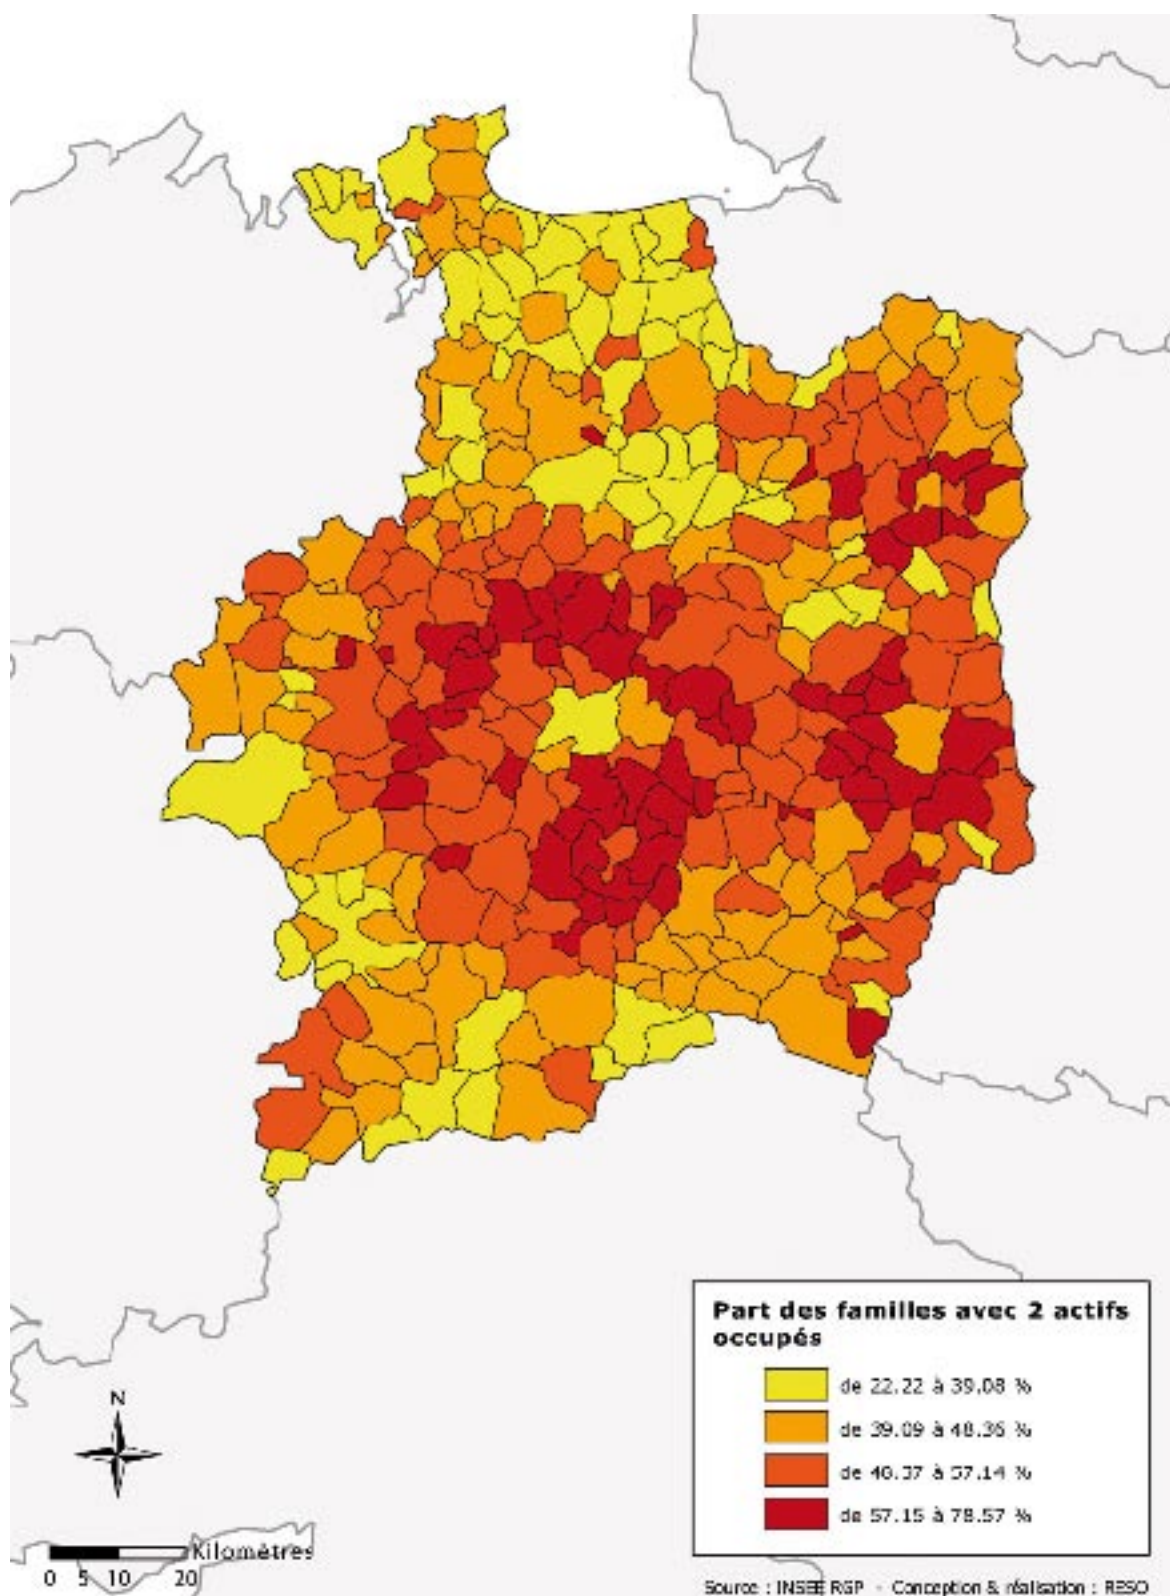 Part des familles avec 2 actifs
occupés
de 22.22 à 39.08 %
de 39.09 à 48.36 %
de 48.37 à 57.14 %
de 57.15 à 78.57 %
N
Kilomètres
0 5 10 20
Source : INSEE RGP - Conception & réalisation : RESO